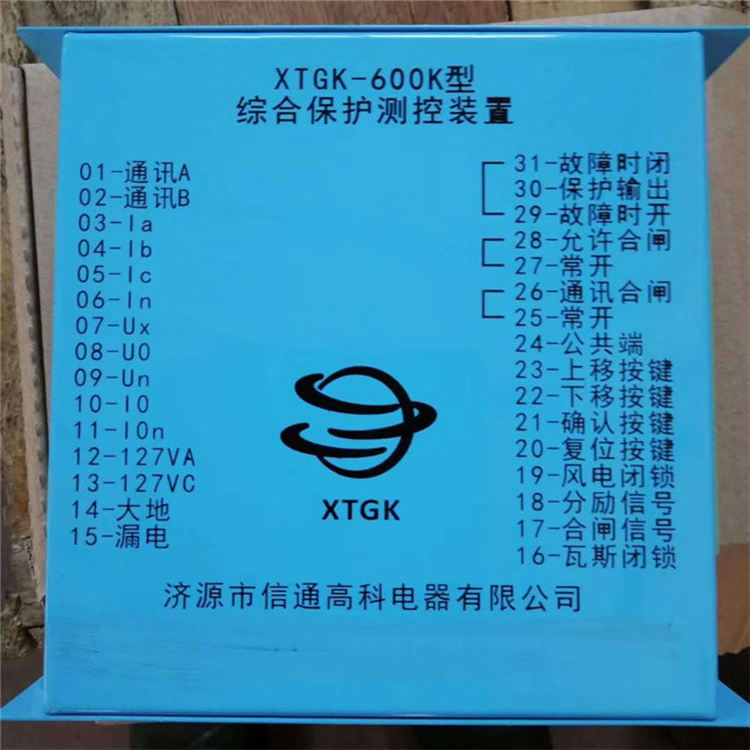 XTGK-600K型
综合保护测控装置
01-通讯A
02-通讯B
03-Ia
04-Ib
05-Ic
06-In
07-Ux
08-U0
09-Un
10-I0
11-I0n
12-127VA
13-127VC
14-大地
15-漏电
31-故障时闭
30-保护输出
29-故障时开
28-允许合闸
27-常开
26-通讯合闸
25-常开
24-公共端
23-上移按键
22-下移按键
21-确认按键
20-复位按键
19-风电闭锁
18-分励信号
17-合闸信号
16-瓦斯闭锁
XTGK
济源市信通高科电器有限公司